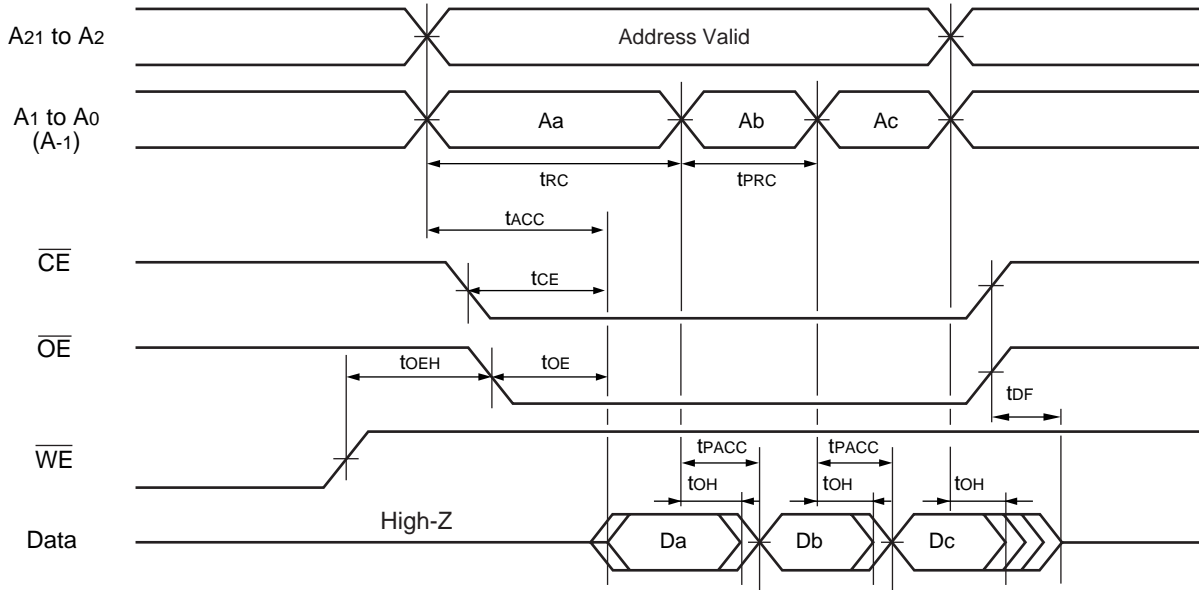 A21 to A2
Address Valid
A1 to A0
(A-1)
Aa
Ab
Ac
tRC
tPRC
tACC
CE
tCE
OE
tOEH
tOE
tDF
WE
tPACC
tPACC
tOH
tOH
tOH
High-Z
Data
Da
Db
Dc